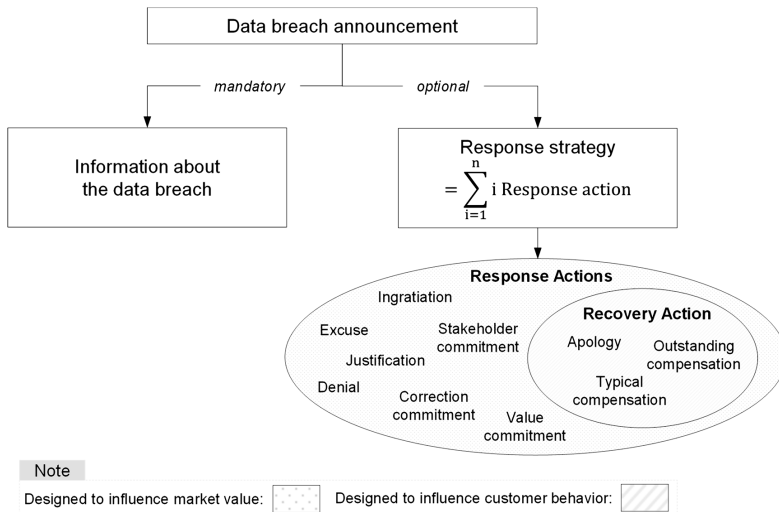 Data breach announcement
mandatory
optional
Information about
the data breach
Response strategy
n
= ∑ i Response action
i=1
Response Actions
Ingratiation
Recovery Action
Excuse
Stakeholder
commitment
Apology
Outstanding
compensation
Justification
Denial
Typical
compensation
Correction
commitment
Value
commitment
Note
Designed to influence market value:
Designed to influence customer behavior: